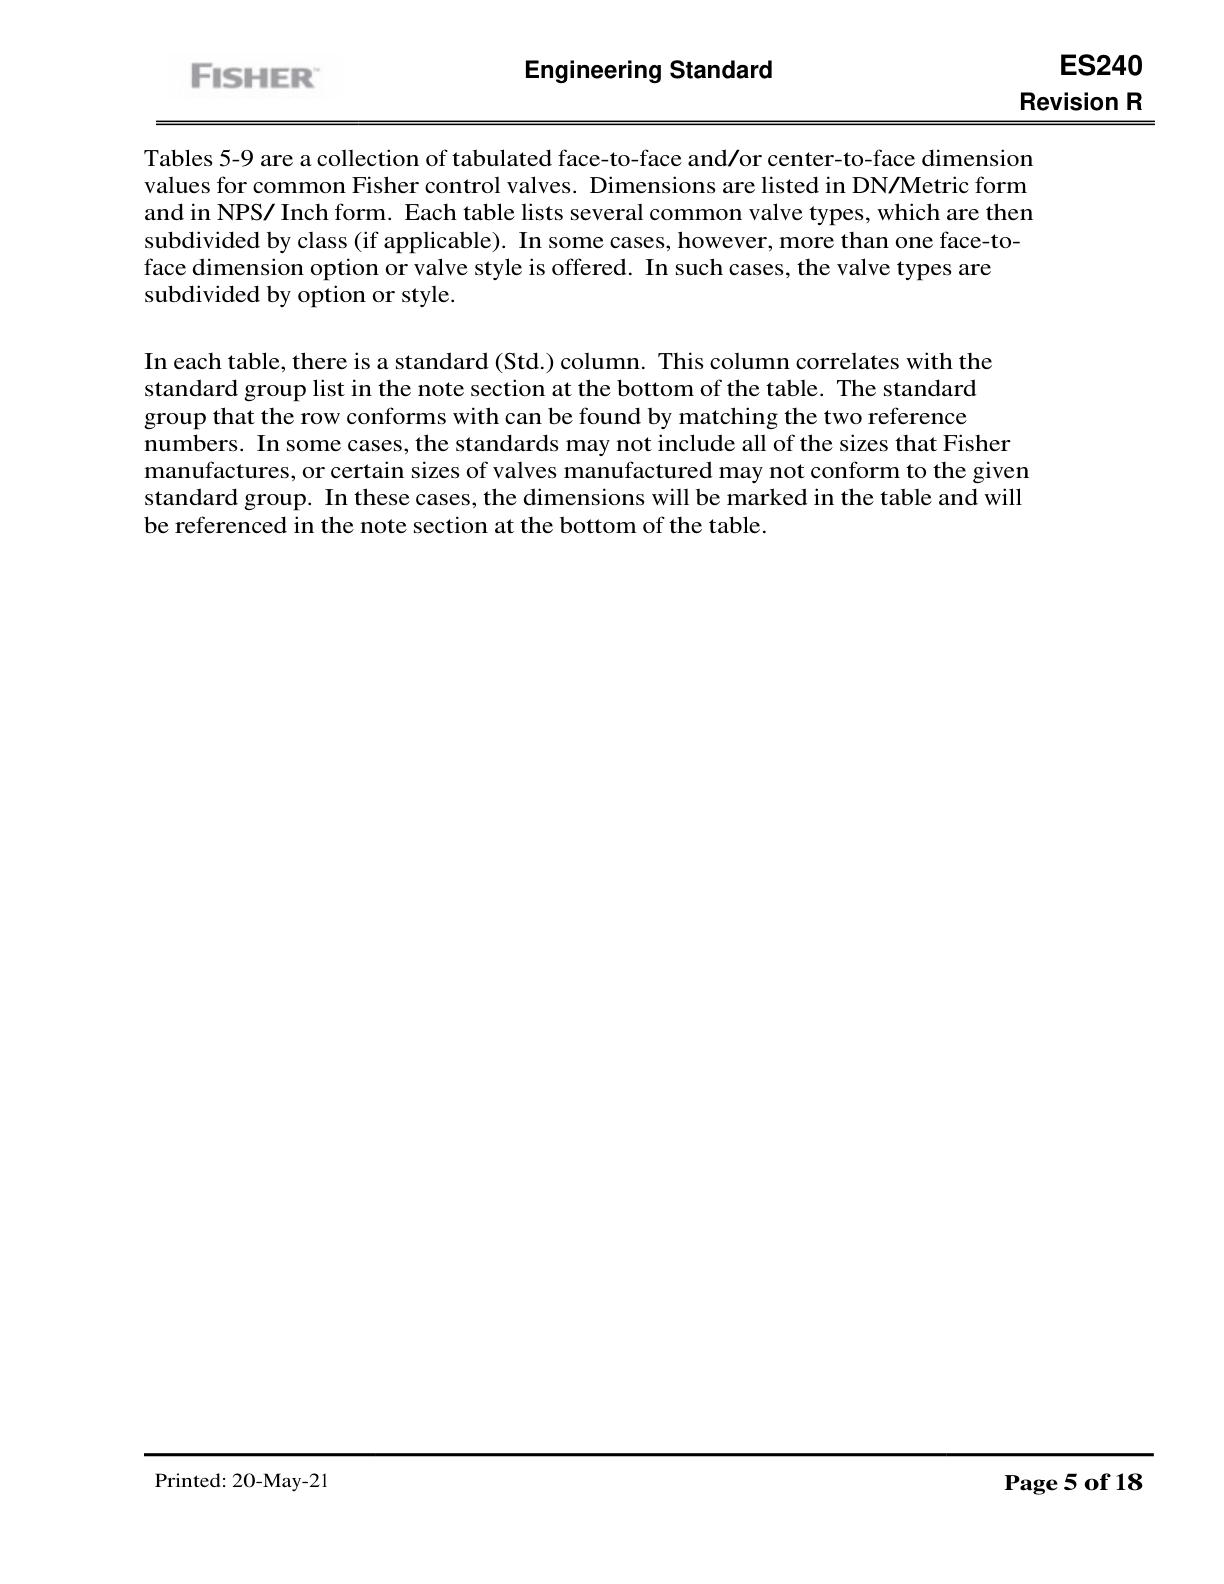 FISHER™
Engineering Standard
ES240
Revision R
Tables 5-9 are a collection of tabulated face-to-face and/or center-to-face dimension
values for common Fisher control valves.  Dimensions are listed in DN/Metric form
and in NPS/ Inch form.  Each table lists several common valve types, which are then
subdivided by class (if applicable).  In some cases, however, more than one face-to-
face dimension option or valve style is offered.  In such cases, the valve types are
subdivided by option or style.
In each table, there is a standard (Std.) column.  This column correlates with the
standard group list in the note section at the bottom of the table.  The standard
group that the row conforms with can be found by matching the two reference
numbers.  In some cases, the standards may not include all of the sizes that Fisher
manufactures, or certain sizes of valves manufactured may not conform to the given
standard group.  In these cases, the dimensions will be marked in the table and will
be referenced in the note section at the bottom of the table.
Printed: 20-May-21
Page 5 of 18